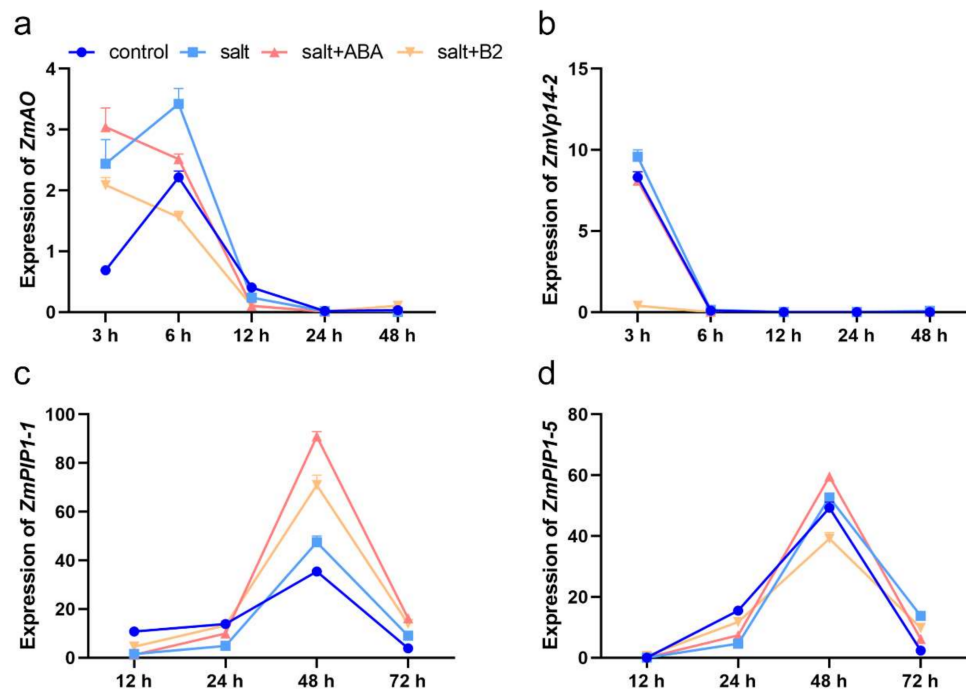 a
b
control salt salt+ABA salt+B2
Expression of ZmAO
4
3
2
1
0
3 h 6 h 12 h 24 h 48 h
Expression of ZmVp14-2
15
10
5
0
3 h 6 h 12 h 24 h 48 h
c
d
Expression of ZmPIP1-1
100
80
60
40
20
0
12 h 24 h 48 h 72 h
Expression of ZmPIP1-5
80
60
40
20
0
12 h 24 h 48 h 72 h